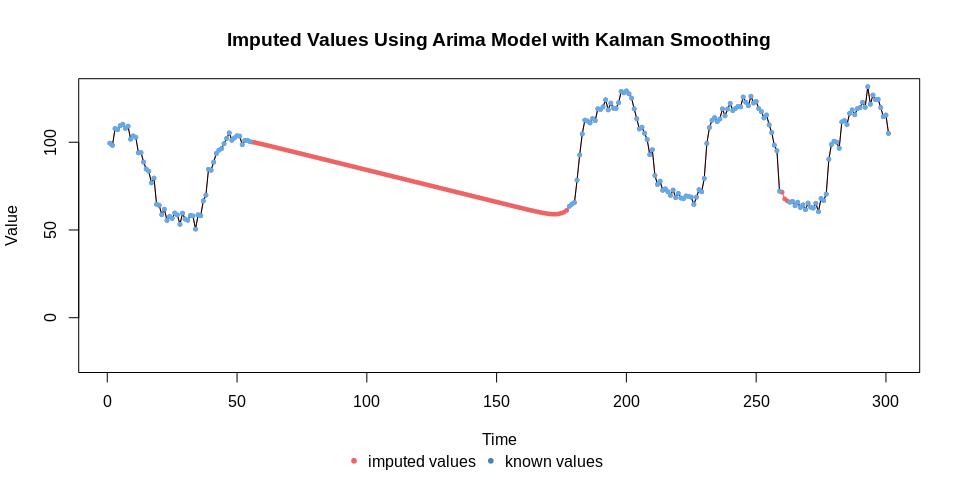 Imputed Values Using Arima Model with Kalman Smoothing
Value
100
50
0
0 50 100 150 200 250 300
Time
imputed values known values